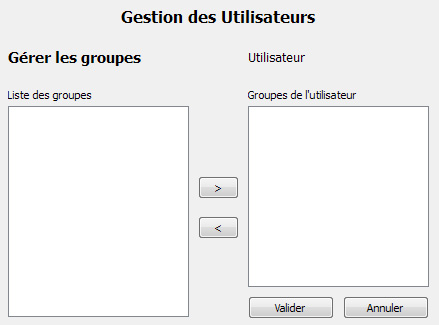 Gestion des Utilisateurs
Gérer les groupes
Utilisateur
Liste des groupes
Groupes de l'utilisateur
>
<
Valider
Annuler